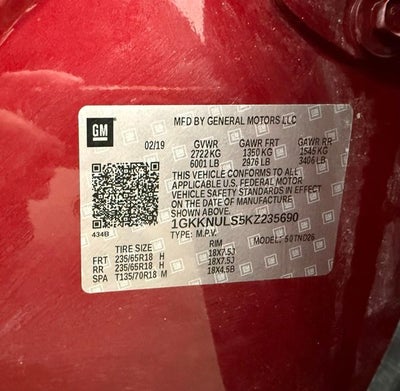 GM
MFD BY GENERAL MOTORS LLC
02/19 GVWR GAWR FRT GAWR RR
2722 KG 1350 KG 1545 KG
6001 LB 2976 LB 3406 LB
THIS VEHICLE CONFORMS TO ALL
APPLICABLE U.S. FEDERAL MOTOR
VEHICLE SAFETY STANDARDS IN EFFECT
ON THE DATE OF MANUFACTURE
SHOWN ABOVE.
1GKKNULS5KZ235690
434B TYPE: M.P.V. MODEL: 50TND26
TIRE SIZE RIM
FRT 235/65R18 H 18X7.5J
RR 235/65R18 H 18X7.5J
SPA T135/70R18 M 18X4.5B